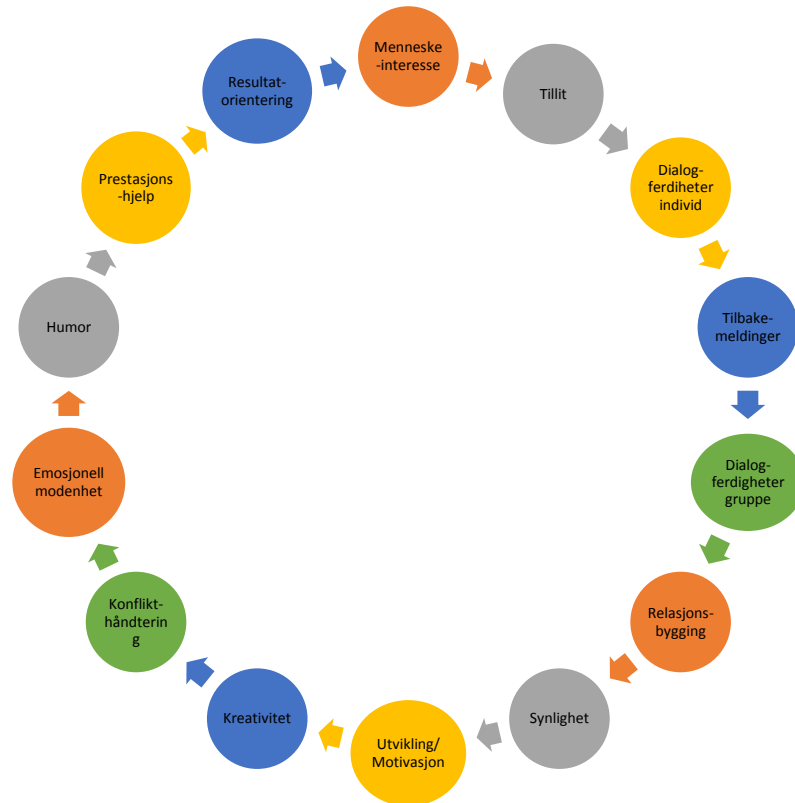 Menneske
-interesse
Tillit
Dialog-
ferdiheter
individ
Tilbake-
meldinger
Dialog-
ferdigheter
gruppe
Relasjons-
bygging
Synlighet
Utvikling/
Motivasjon
Kreativitet
Konflikt-
håndterin
g
Emosjonell
modenhet
Humor
Prestasjons
-hjelp
Resultat-
orientering